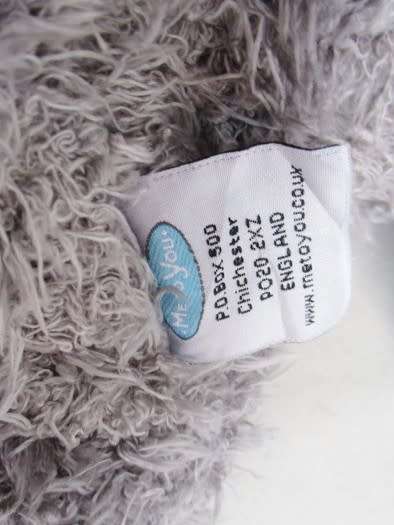 Me to You
P.O.Box 500
Chichester
PO20 2XZ
ENGLAND
www.metoyou.co.uk